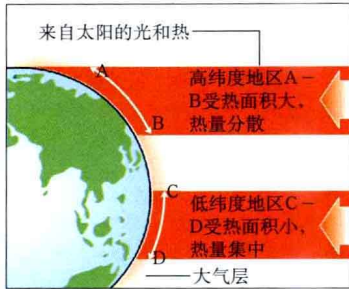 来自太阳的光和热
A
高纬度地区A－
B受热面积大，
热量分散
B
C
低纬度地区C－
D受热面积小，
热量集中
D
大气层